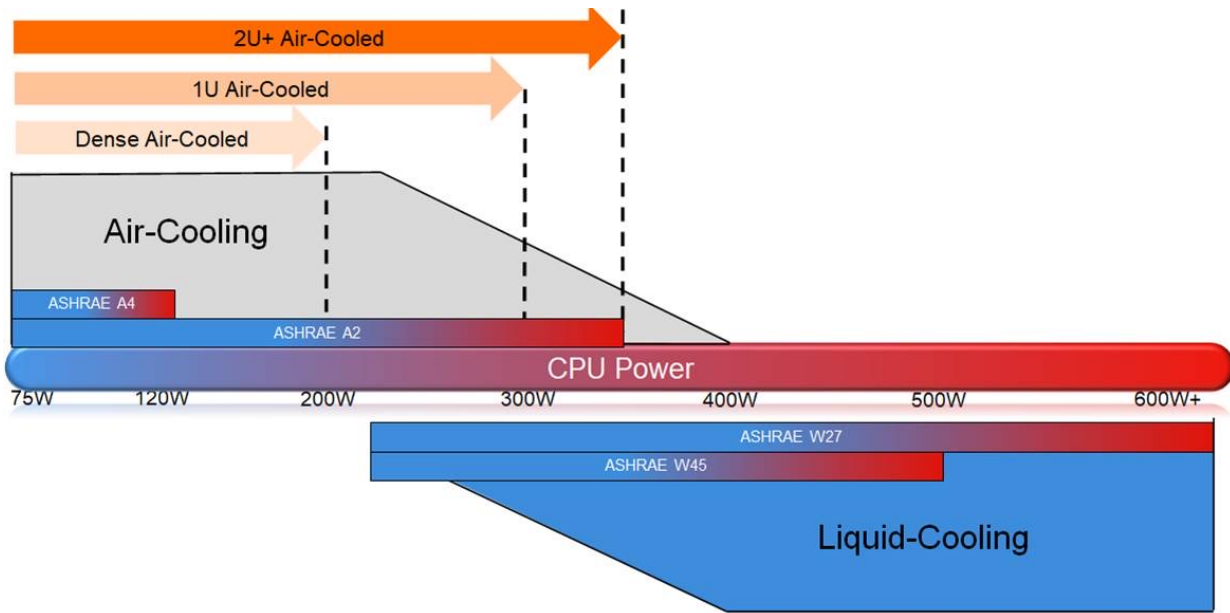 2U+ Air-Cooled
1U Air-Cooled
Dense Air-Cooled
Air-Cooling
ASHRAE A4
ASHRAE A2
CPU Power
75W 120W 200W 300W 400W 500W 600W+
ASHRAE W27
ASHRAE W45
Liquid-Cooling